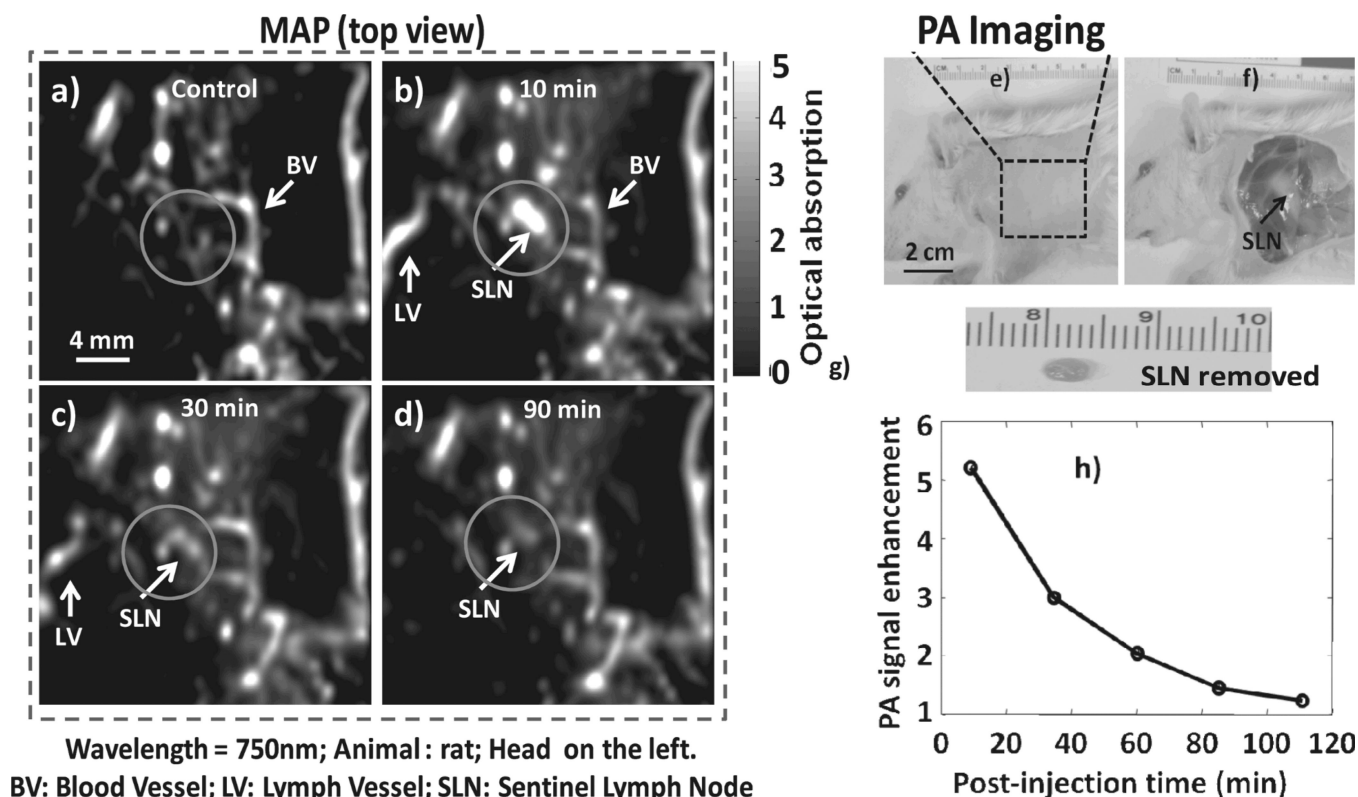 MAP (top view)
a)
Control
BV
4 mm
b)
10 min
BV
SLN
LV
5
4
3
2
1
0
Optical absorption
c)
30 min
SLN
LV
d)
90 min
SLN
Wavelength = 750nm; Animal : rat; Head on the left.
BV: Blood Vessel; LV: Lymph Vessel; SLN: Sentinel Lymph Node
PA Imaging
e)
CM
2 cm
f)
CM
SLN
g)
8 9 10
SLN removed
h)
PA signal enhancement
6
5
4
3
2
1
0 20 40 60 80 100 120
Post-injection time (min)